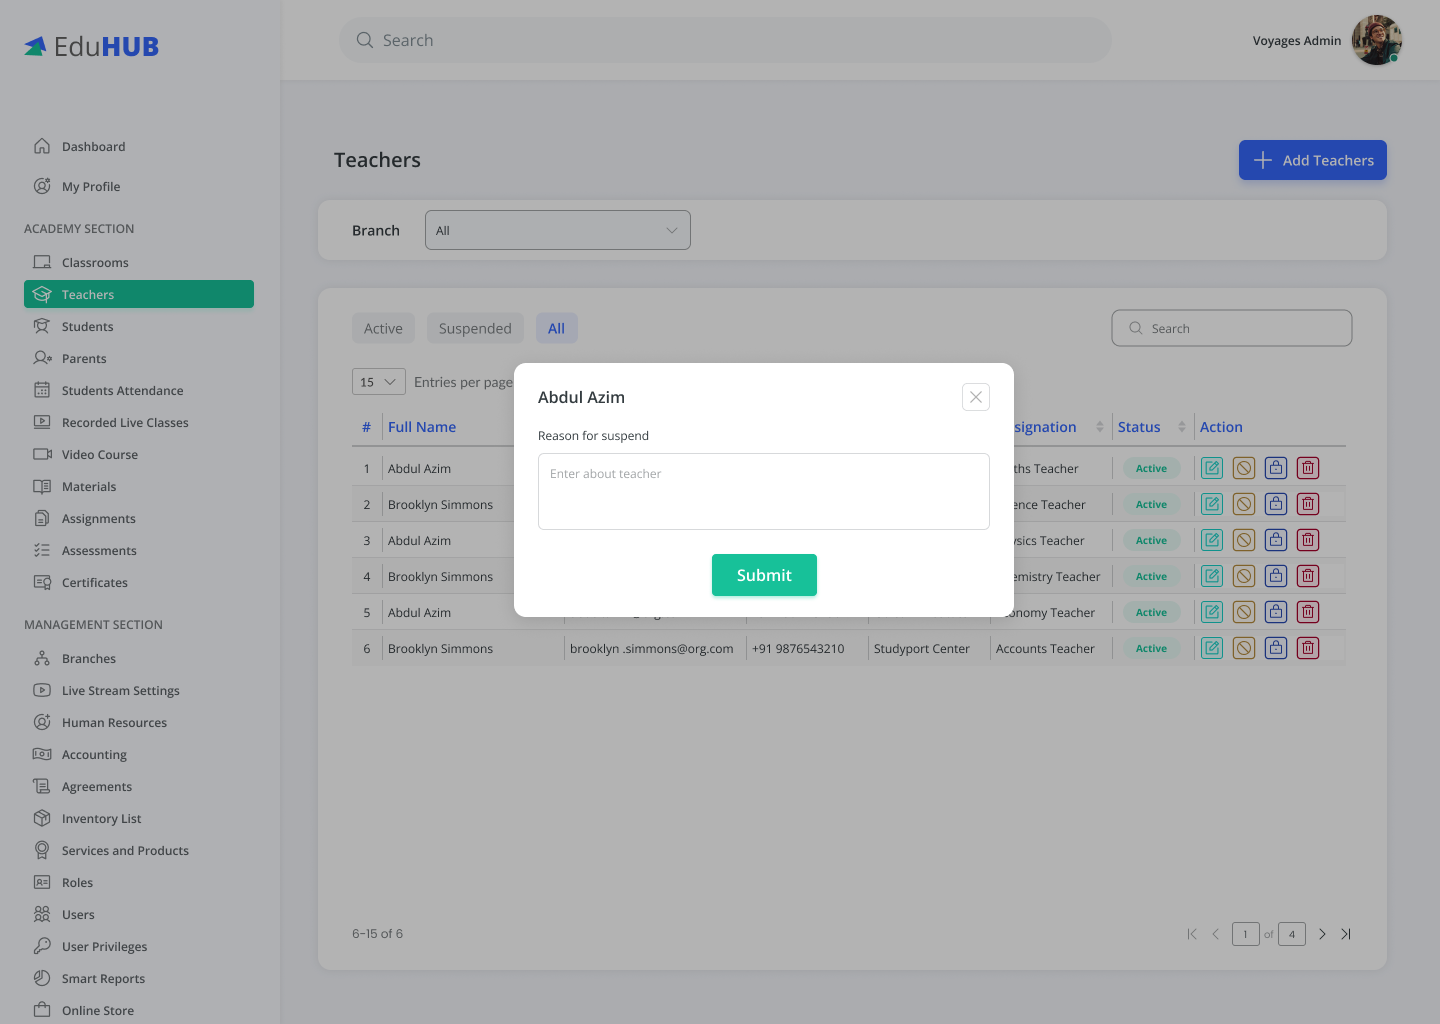 EduHUB
Search
Voyages Admin
Dashboard
My Profile
ACADEMY SECTION
Classrooms
Teachers
Students
Parents
Students Attendance
Recorded Live Classes
Video Course
Materials
Assignments
Assessments
Certificates
MANAGEMENT SECTION
Branches
Live Stream Settings
Human Resources
Accounting
Agreements
Inventory List
Services and Products
Roles
Users
User Privileges
Smart Reports
Online Store
Teachers
Add Teachers
Branch
All
Active Suspended All
Search
15 Entries per page
# Full Name signation Status Action
1 Abdul Azim ths Teacher Active
2 Brooklyn Simmons ence Teacher Active
3 Abdul Azim sics Teacher Active
4 Brooklyn Simmons emistry Teacher Active
5 Abdul Azim onomy Teacher Active
6 Brooklyn Simmons brooklyn .simmons@org.com +91 9876543210 Studyport Center Accounts Teacher Active
Abdul Azim
Reason for suspend
Enter about teacher
Submit
6-15 of 6
1 of 4